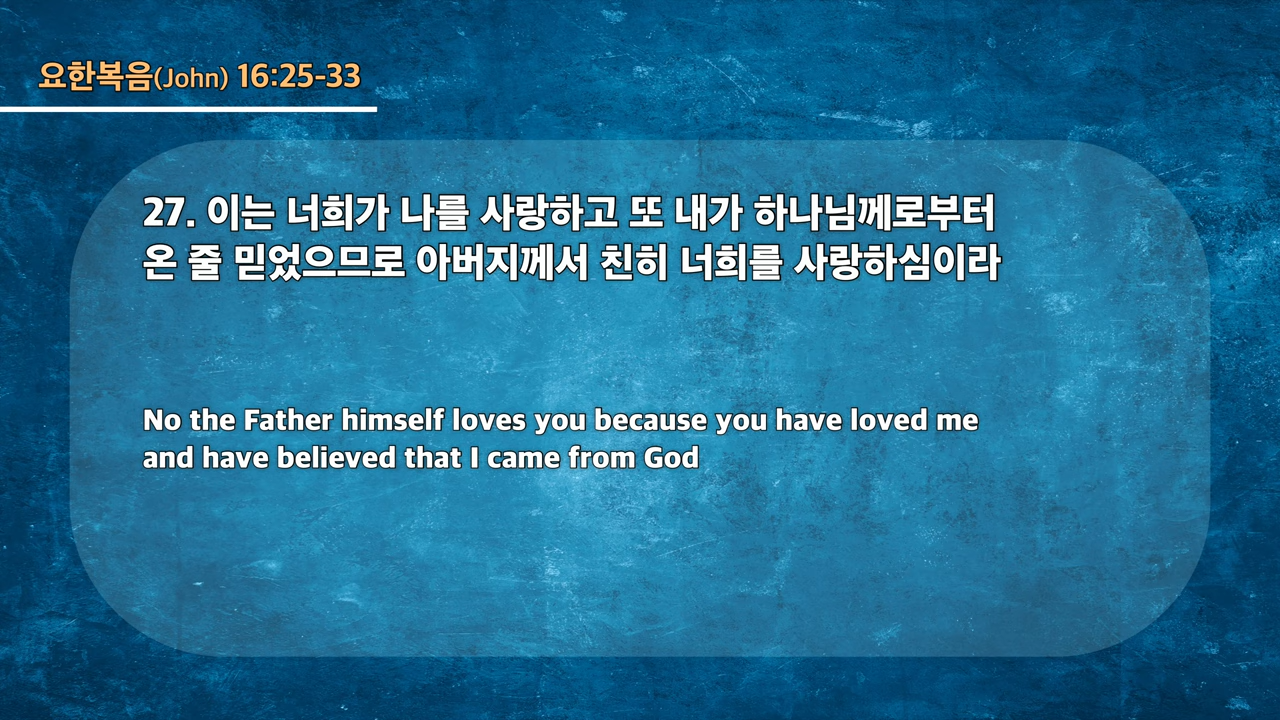 요한복음(John) 16:25-33
27. 이는 너희가 나를 사랑하고 또 내가 하나님께로부터
온 줄 믿었으므로 아버지께서 친히 너희를 사랑하심이라
No the Father himself loves you because you have loved me
and have believed that I came from God